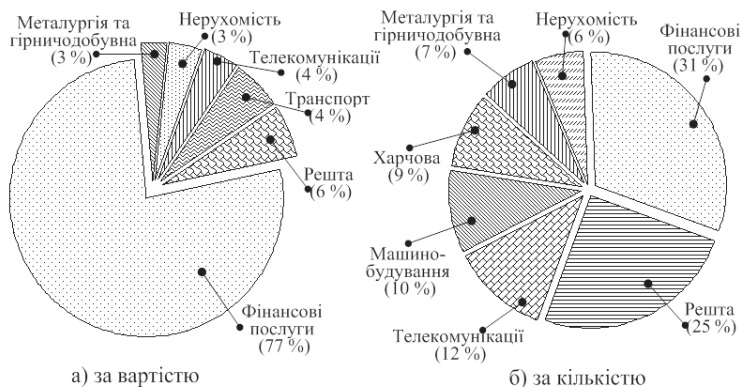 Металургія та
гірничодобувна
(3 %)
Нерухомість
(3 %)
Телекомунікації
(4 %)
Транспорт
(4 %)
Решта
(6 %)
Фінансові
послуги
(77 %)
а) за вартістю
Металургія та
гірничодобувна
(7 %)
Нерухомість
(6 %)
Фінансові
послуги
(31 %)
Харчова
(9 %)
Машино-
будування
(10 %)
Телекомунікації
(12 %)
Решта
(25 %)
б) за кількістю